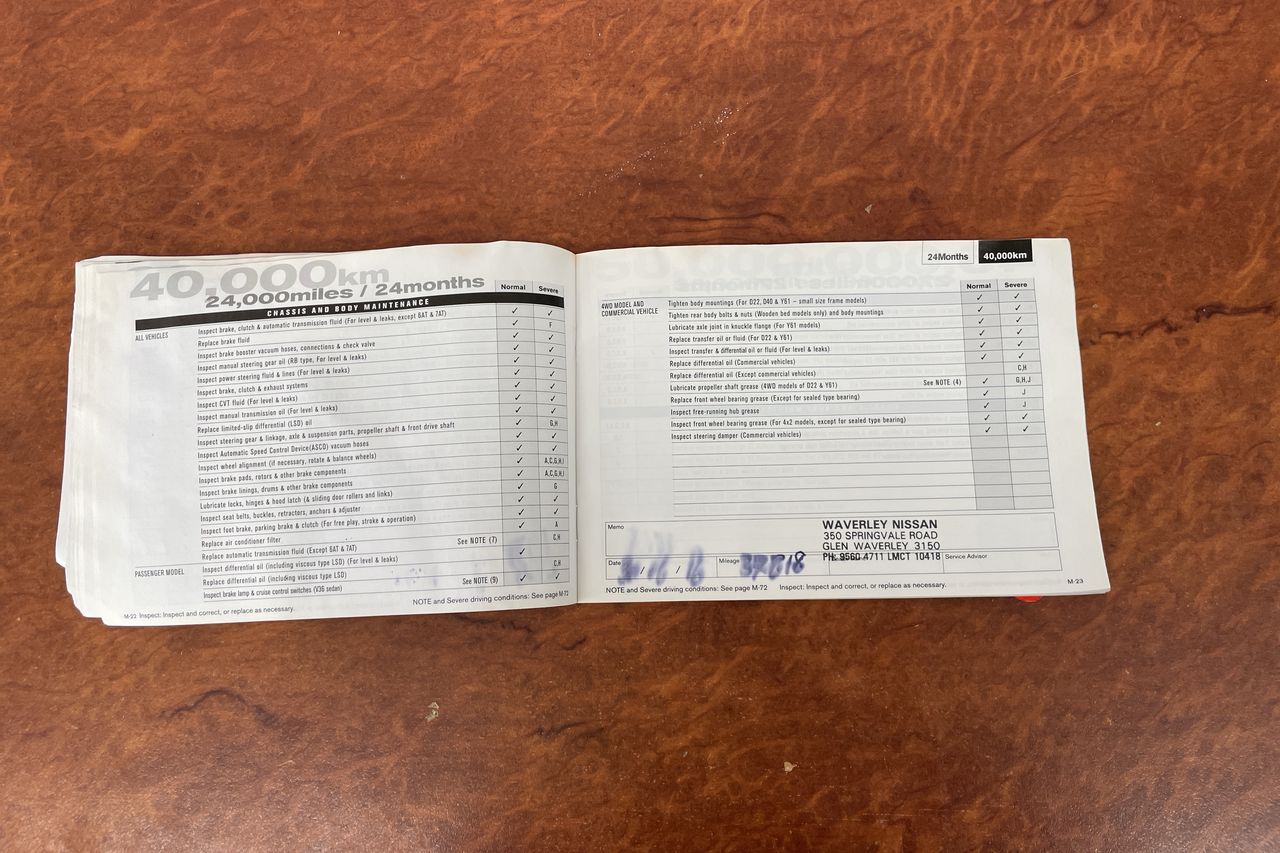 40,000km
24,000miles / 24months
Normal Severe
CHASSIS AND BODY MAINTENANCE
ALL VEHICLES
Inspect brake, clutch & automatic transmission fluid (For level & leaks, except 6AT & 7AT) ✓ ✓
Replace brake fluid ✓ F
Inspect brake booster vacuum hoses, connections & check valve ✓ ✓
Inspect manual steering gear oil (RB type, For level & leaks) ✓ ✓
Inspect power steering fluid & lines (For level & leaks) ✓ ✓
Inspect brake, clutch & exhaust systems ✓ ✓
Inspect CVT fluid (For level & leaks) ✓ ✓
Inspect manual transmission oil (For level & leaks) ✓ ✓
Replace limited-slip differential (LSD) oil ✓ G,H
Inspect steering gear & linkage, axle & suspension parts, propeller shaft & front drive shaft ✓ ✓
Inspect Automatic Speed Control Device(ASCD) vacuum hoses ✓ ✓
Inspect wheel alignment (if necessary, rotate & balance wheels) ✓ A,C,G,H,I
Inspect brake pads, rotors & other brake components ✓ A,C,G,H,I
Inspect brake linings, drums & other brake components ✓ G
Lubricate locks, hinges & hood latch (& sliding door rollers and links) ✓ ✓
Inspect seat belts, buckles, retractors, anchors & adjuster ✓ ✓
Inspect foot brake, parking brake & clutch (For free play, stroke & operation) ✓ A
Replace air conditioner filter See NOTE (7)
Replace automatic transmission fluid (Except 6AT & 7AT) C,H
PASSENGER MODEL
Inspect differential oil (including viscous type LSD) (For level & leaks) ✓
Replace differential oil (including viscous type LSD) C,H
Inspect brake lamp & cruise control switches (V36 sedan) See NOTE (9) ✓ ✓
NOTE and Severe driving conditions: See page M-72
M-22 Inspect: Inspect and correct, or replace as necessary.
24Months 40,000km
Normal Severe
4WD MODEL AND
COMMERCIAL VEHICLE
Tighten body mountings (For D22, D40 & Y61 – small size frame models) ✓ ✓
Tighten rear body bolts & nuts (Wooden bed models only) and body mountings ✓ ✓
Lubricate axle joint in knuckle flange (For Y61 models) ✓ ✓
Replace transfer oil or fluid (For D22 & Y61) ✓ ✓
Inspect transfer & differential oil or fluid (For level & leaks) ✓ ✓
Replace differential oil (Commercial vehicles) ✓ ✓
Replace differential oil (Except commercial vehicles) C,H
Lubricate propeller shaft grease (4WD models of D22 & Y61) See NOTE (4) ✓ G,H,J
Replace front wheel bearing grease (Except for sealed type bearing) ✓ J
Inspect free-running hub grease ✓ J
Inspect front wheel bearing grease (For 4x2 models, except for sealed type bearing) ✓ ✓
Inspect steering damper (Commercial vehicles) ✓ ✓
Memo
WAVERLEY NISSAN
350 SPRINGVALE ROAD
GLEN WAVERLEY 3150
PH: 9560 4711 LMCT 10418
Date / /
Mileage
Service Advisor
NOTE and Severe driving conditions: See page M-72 Inspect: Inspect and correct, or replace as necessary.
M-23